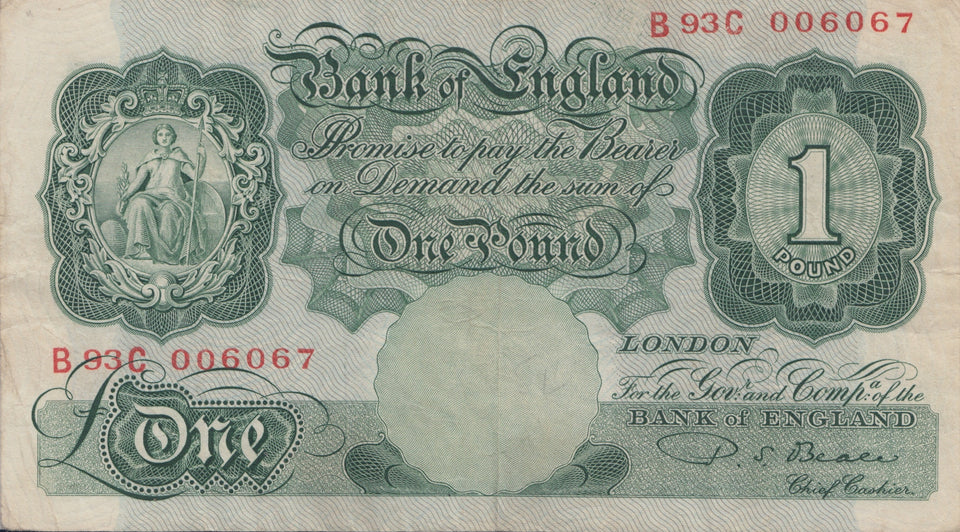 B 93C 006067
Bank of England
Promise to pay the Bearer
on Demand the sum of
One Pound
1
POUND
B 93C 006067
LONDON
For the Govr. and Compa. of the
BANK of ENGLAND
£One
P. S. Beale
Chief Cashier.